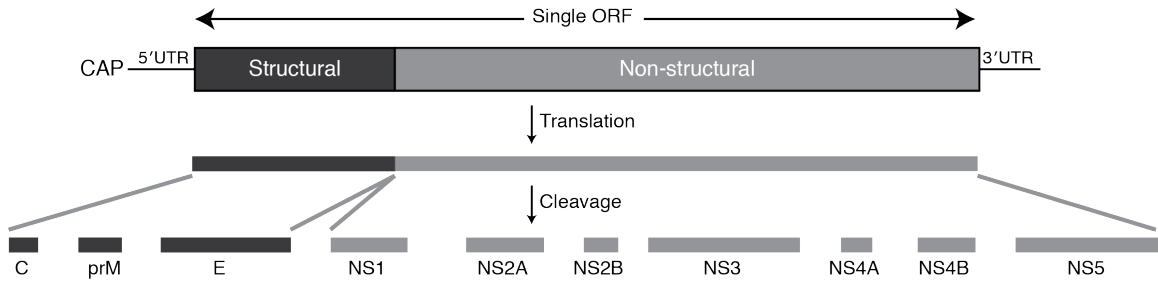 Single ORF
CAP 5′UTR Structural Non-structural 3′UTR
Translation
Cleavage
C prM E NS1 NS2A NS2B NS3 NS4A NS4B NS5